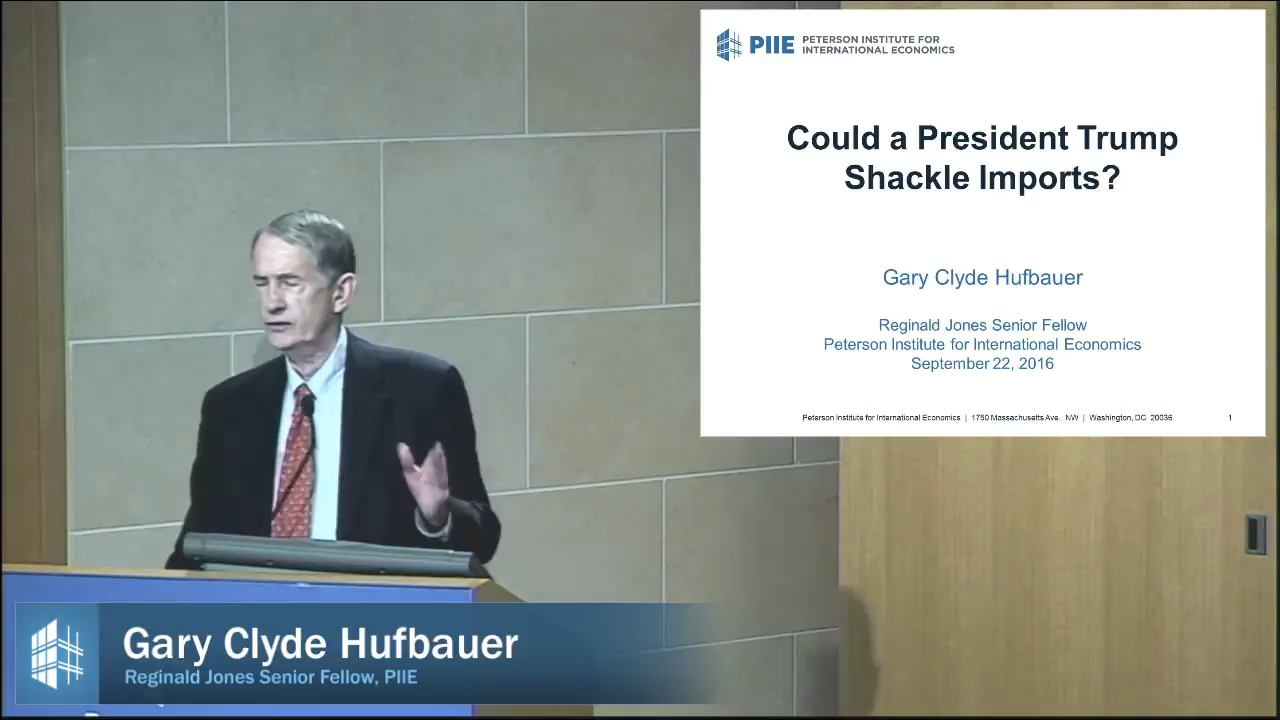 PIIE PETERSON INSTITUTE FOR
INTERNATIONAL ECONOMICS
Could a President Trump
Shackle Imports?
Gary Clyde Hufbauer
Reginald Jones Senior Fellow
Peterson Institute for International Economics
September 22, 2016
Peterson Institute for International Economics | 1750 Massachusetts Ave., NW | Washington, DC 20036 1
Gary Clyde Hufbauer
Reginald Jones Senior Fellow, PIIE